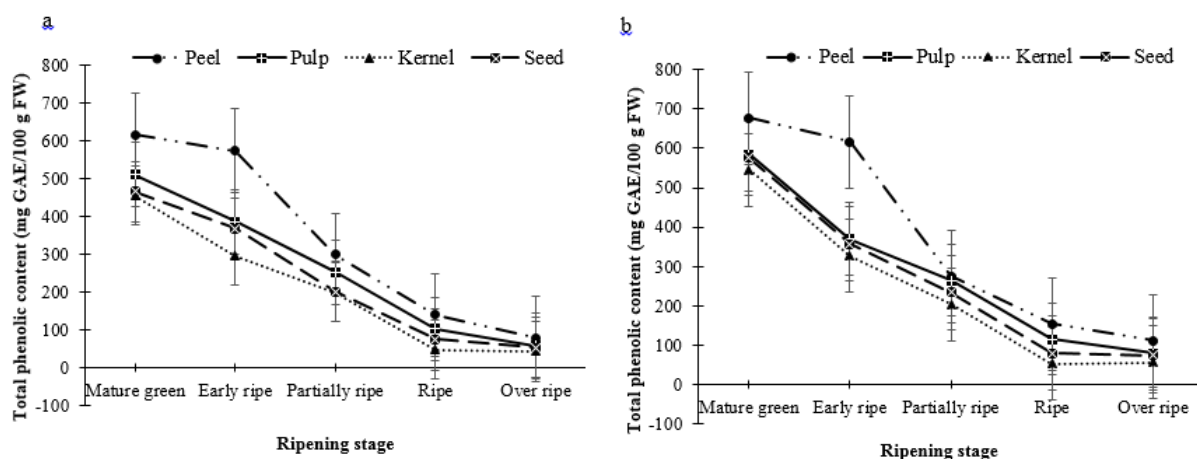 a
Peel Pulp Kernel Seed
800
700
600
500
400
300
200
100
0
-100
Total phenolic content (mg GAE/100 g FW)
Mature green Early ripe Partially ripe Ripe Over ripe
Ripening stage
b
Peel Pulp Kernel Seed
800
700
600
500
400
300
200
100
0
-100
Total phenolic content (mg GAE/100 g FW)
Mature green Early ripe Partially ripe Ripe Over ripe
Ripening stage